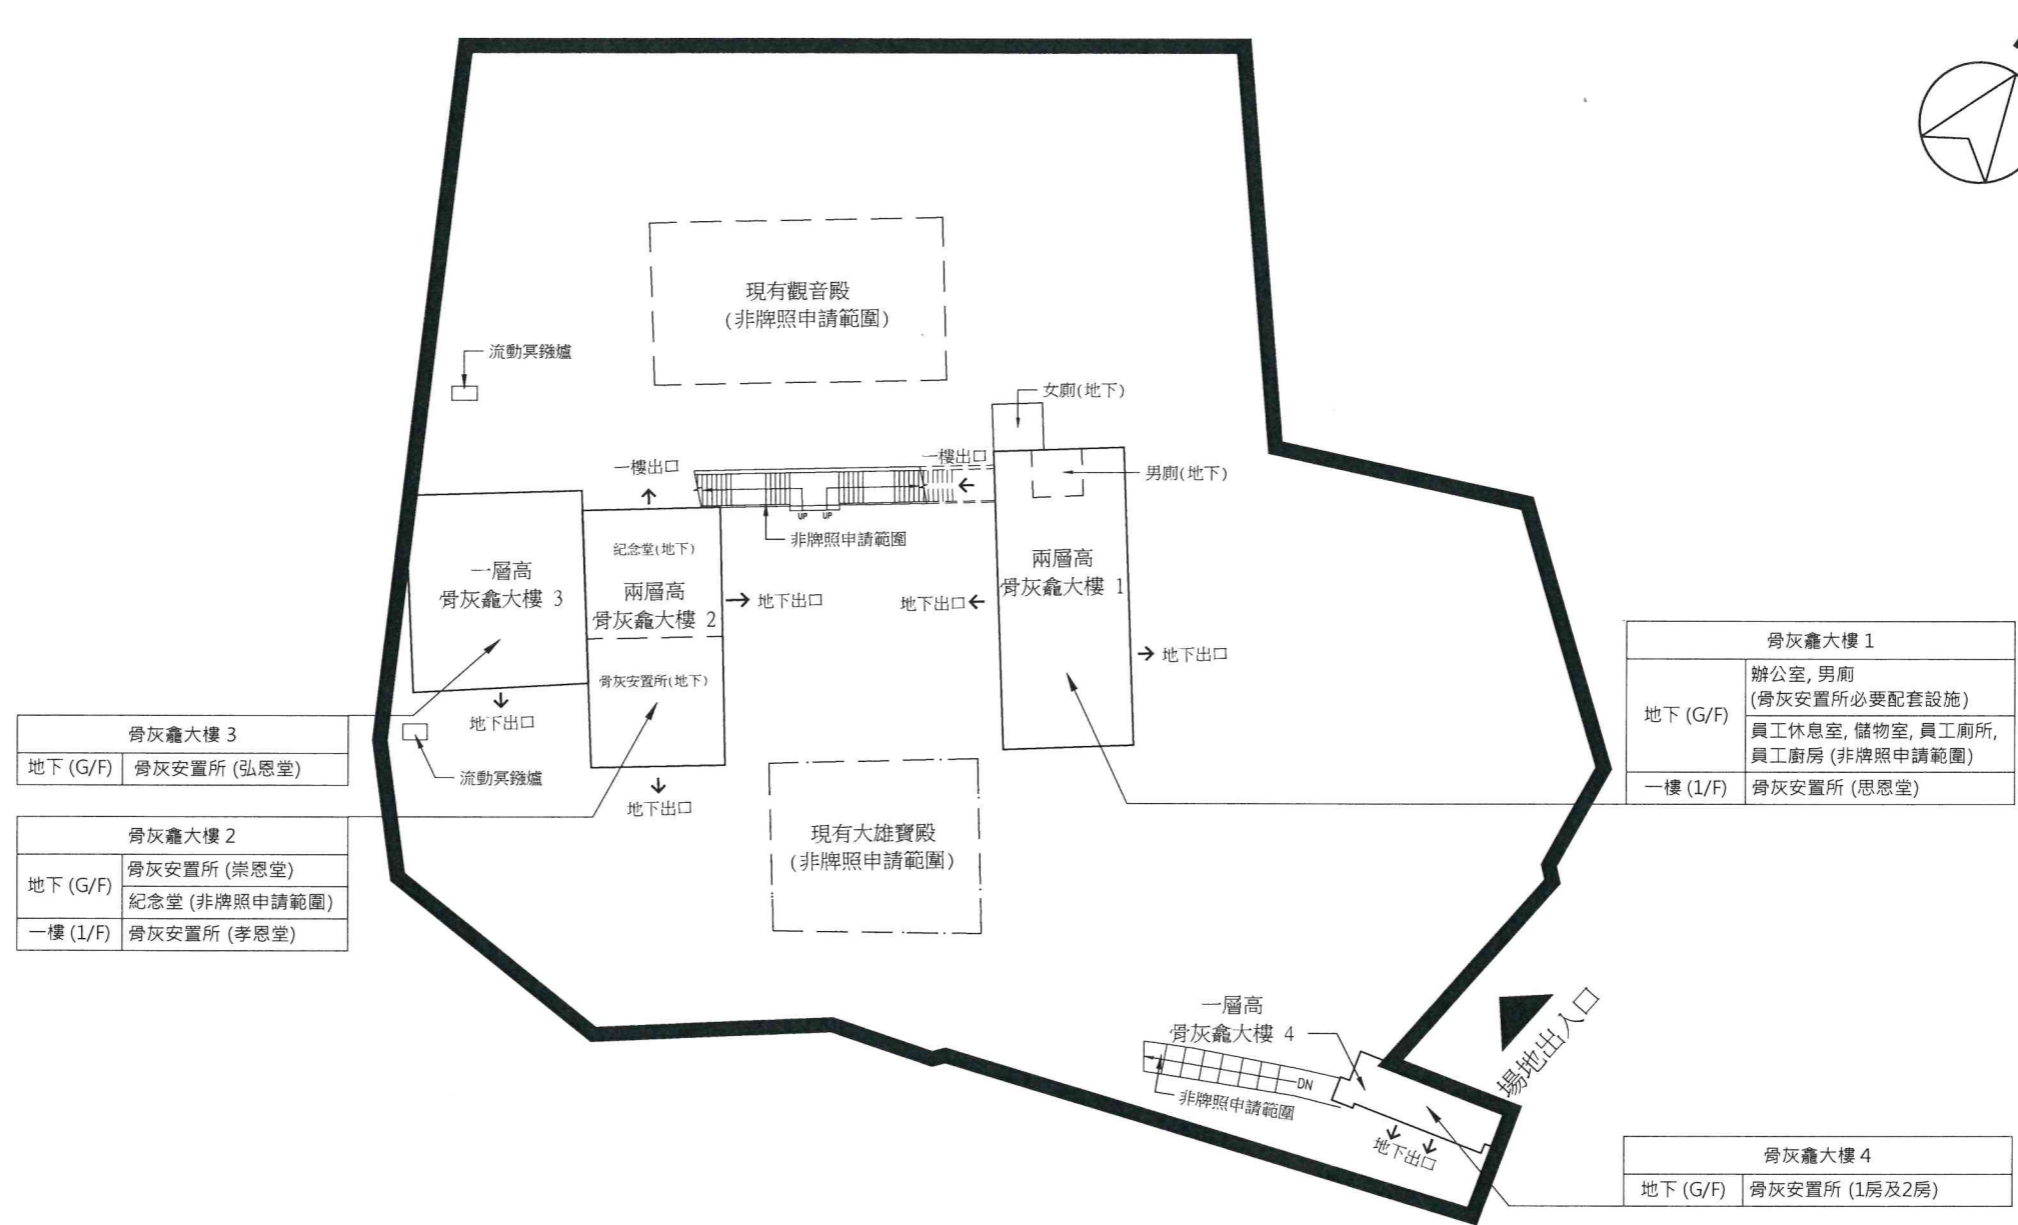 現有觀音殿
(非牌照申請範圍)
流動冥鏹爐
女廁(地下)
一樓出口
一樓出口
男廁(地下)
UP UP
非牌照申請範圍
紀念堂(地下)
一層高
骨灰龕大樓 3
兩層高
骨灰龕大樓 2
地下出口
兩層高
骨灰龕大樓 1
地下出口
地下出口
骨灰安置所(地下)
地下出口
流動冥鏹爐
地下出口
現有大雄寶殿
(非牌照申請範圍)
骨灰龕大樓 1
地下 (G/F)
辦公室, 男廁
(骨灰安置所必要配套設施)
員工休息室, 儲物室, 員工廁所,
員工廚房 (非牌照申請範圍)
一樓 (1/F) 骨灰安置所 (思恩堂)
骨灰龕大樓 3
地下 (G/F) 骨灰安置所 (弘恩堂)
骨灰龕大樓 2
地下 (G/F)
骨灰安置所 (崇恩堂)
紀念堂 (非牌照申請範圍)
一樓 (1/F) 骨灰安置所 (孝恩堂)
一層高
骨灰龕大樓 4
DN
非牌照申請範圍
地下出口
場地出入口
骨灰龕大樓 4
地下 (G/F) 骨灰安置所 (1房及2房)